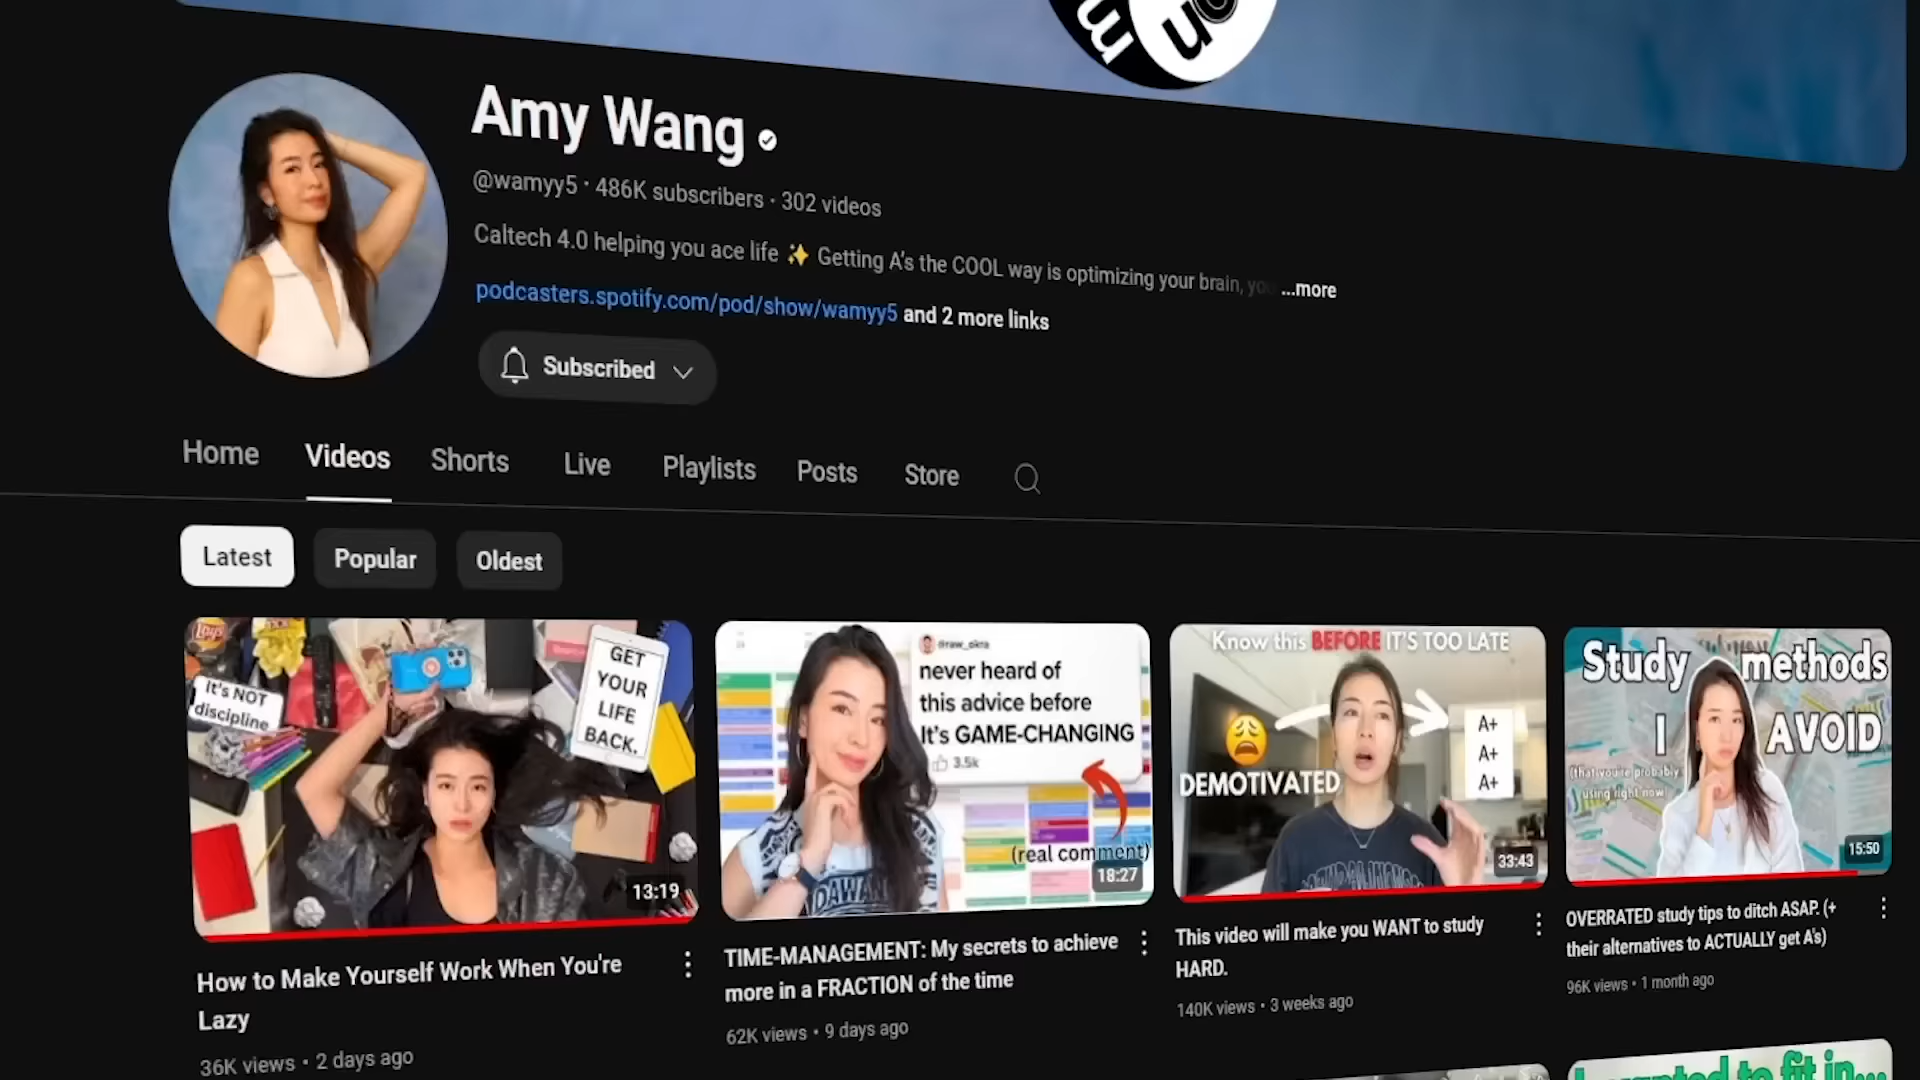 Amy Wang
@wamyy5 · 486K subscribers · 302 videos
Caltech 4.0 helping you ace life ✨ Getting A's the COOL way is optimizing your brain, ...more
podcasters.spotify.com/pod/show/wamyy5 and 2 more links
Subscribed
Home Videos Shorts Live Playlists Posts Store
Latest Popular Oldest
Lay's
It's NOT
discipline
GET
YOUR
LIFE
BACK.
13:19
@raw_okra
never heard of
this advice before
It's GAME-CHANGING
3.5k
(real comment)
18:27
Know this BEFORE IT'S TOO LATE
DEMOTIVATED
A+
A+
A+
33:43
Study methods
I AVOID
(that you're probably
using right now)
15:50
How to Make Yourself Work When You're
Lazy
36K views · 2 days ago
TIME-MANAGEMENT: My secrets to achieve
more in a FRACTION of the time
62K views · 9 days ago
This video will make you WANT to study
HARD.
140K views · 3 weeks ago
OVERRATED study tips to ditch ASAP. (+
their alternatives to ACTUALLY get A's)
96K views · 1 month ago
to fit in...